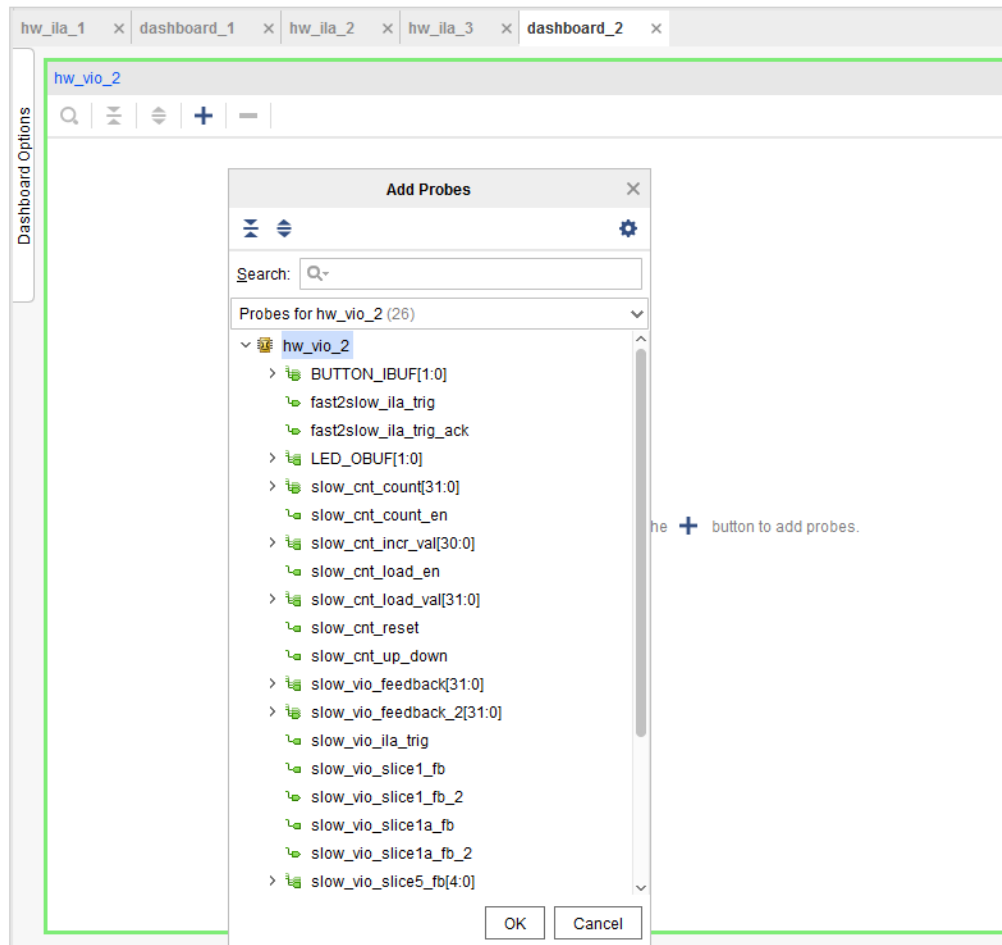 hw_ila_1 dashboard_1 hw_ila_2 hw_ila_3 dashboard_2
Dashboard Options
hw_vio_2
Add Probes
Search:
Probes for hw_vio_2 (26)
hw_vio_2
BUTTON_IBUF[1:0]
fast2slow_ila_trig
fast2slow_ila_trig_ack
LED_OBUF[1:0]
slow_cnt_count[31:0]
slow_cnt_count_en
he button to add probes.
slow_cnt_incr_val[30:0]
slow_cnt_load_en
slow_cnt_load_val[31:0]
slow_cnt_reset
slow_cnt_up_down
slow_vio_feedback[31:0]
slow_vio_feedback_2[31:0]
slow_vio_ila_trig
slow_vio_slice1_fb
slow_vio_slice1_fb_2
slow_vio_slice1a_fb
slow_vio_slice1a_fb_2
slow_vio_slice5_fb[4:0]
OK Cancel